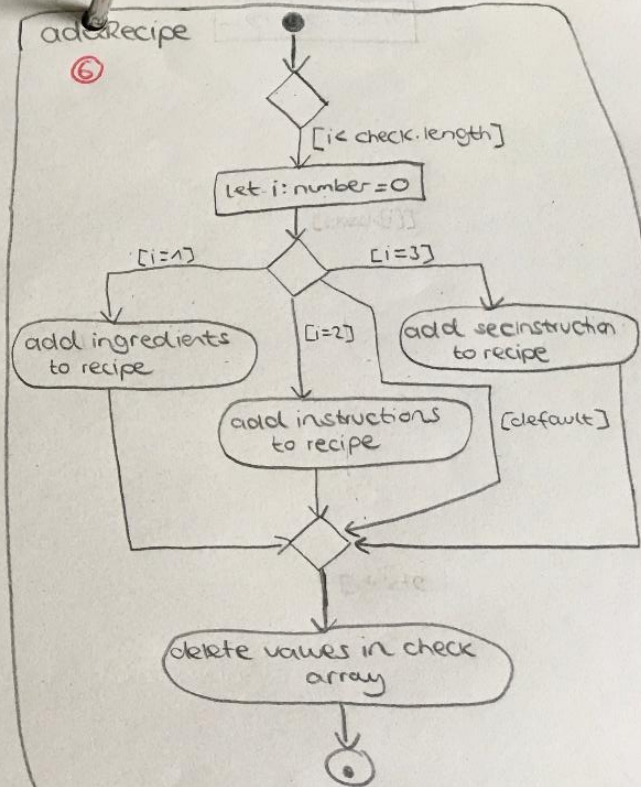 addRecipe
⑥
[i< check.length]
let i: number = 0
[i=1]
[i=3]
add ingredients
to recipe
[i=2]
add secinstruction
to recipe
add instructions
to recipe
[default]
delete values in check
array